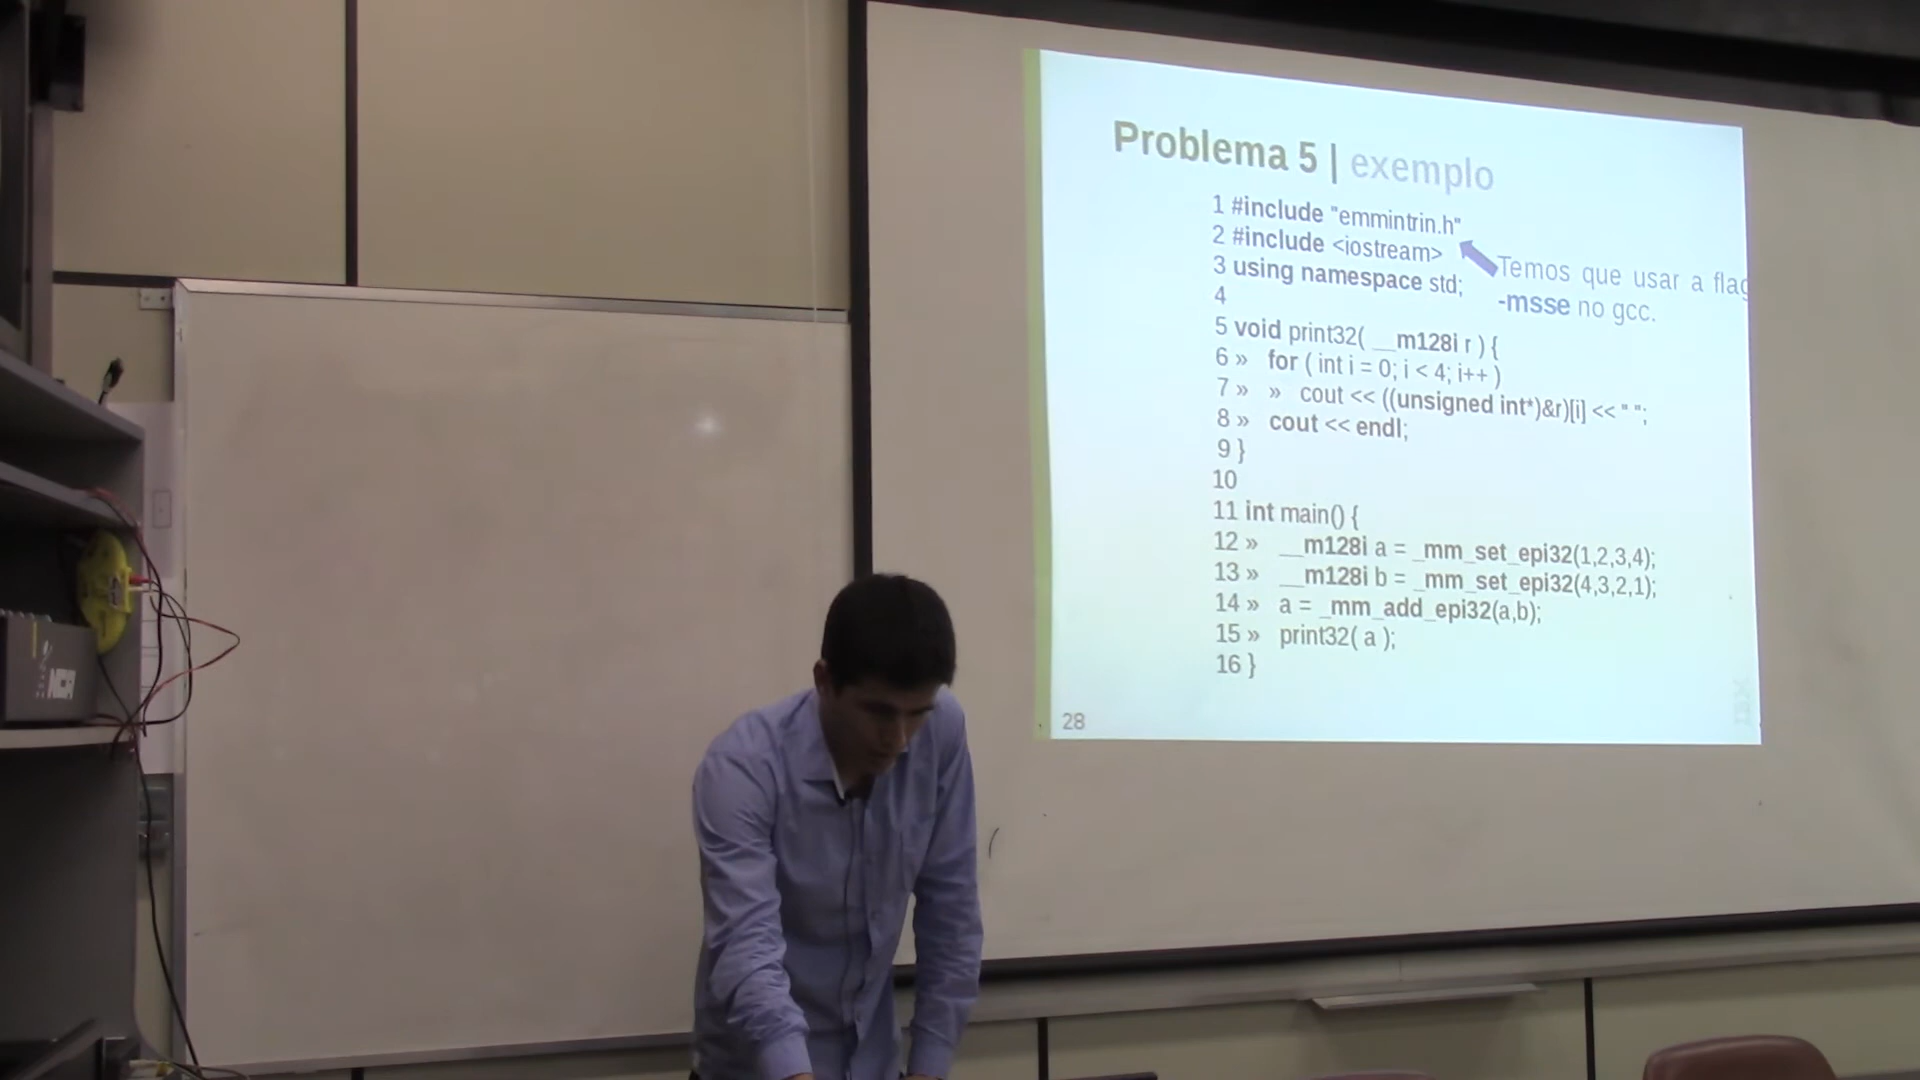 Problema 5 | exemplo
1 #include "emmintrin.h"
2 #include <iostream>
3 using namespace std;
Temos que usar a flag
-msse no gcc.
4
5 void print32( __m128i r ) {
6 » for ( int i = 0; i < 4; i++ )
7 » » cout << ((unsigned int*)&r)[i] << " ";
8 » cout << endl;
9 }
10
11 int main() {
12 » __m128i a = _mm_set_epi32(1,2,3,4);
13 » __m128i b = _mm_set_epi32(4,3,2,1);
14 » a = _mm_add_epi32(a,b);
15 » print32( a );
16 }
28